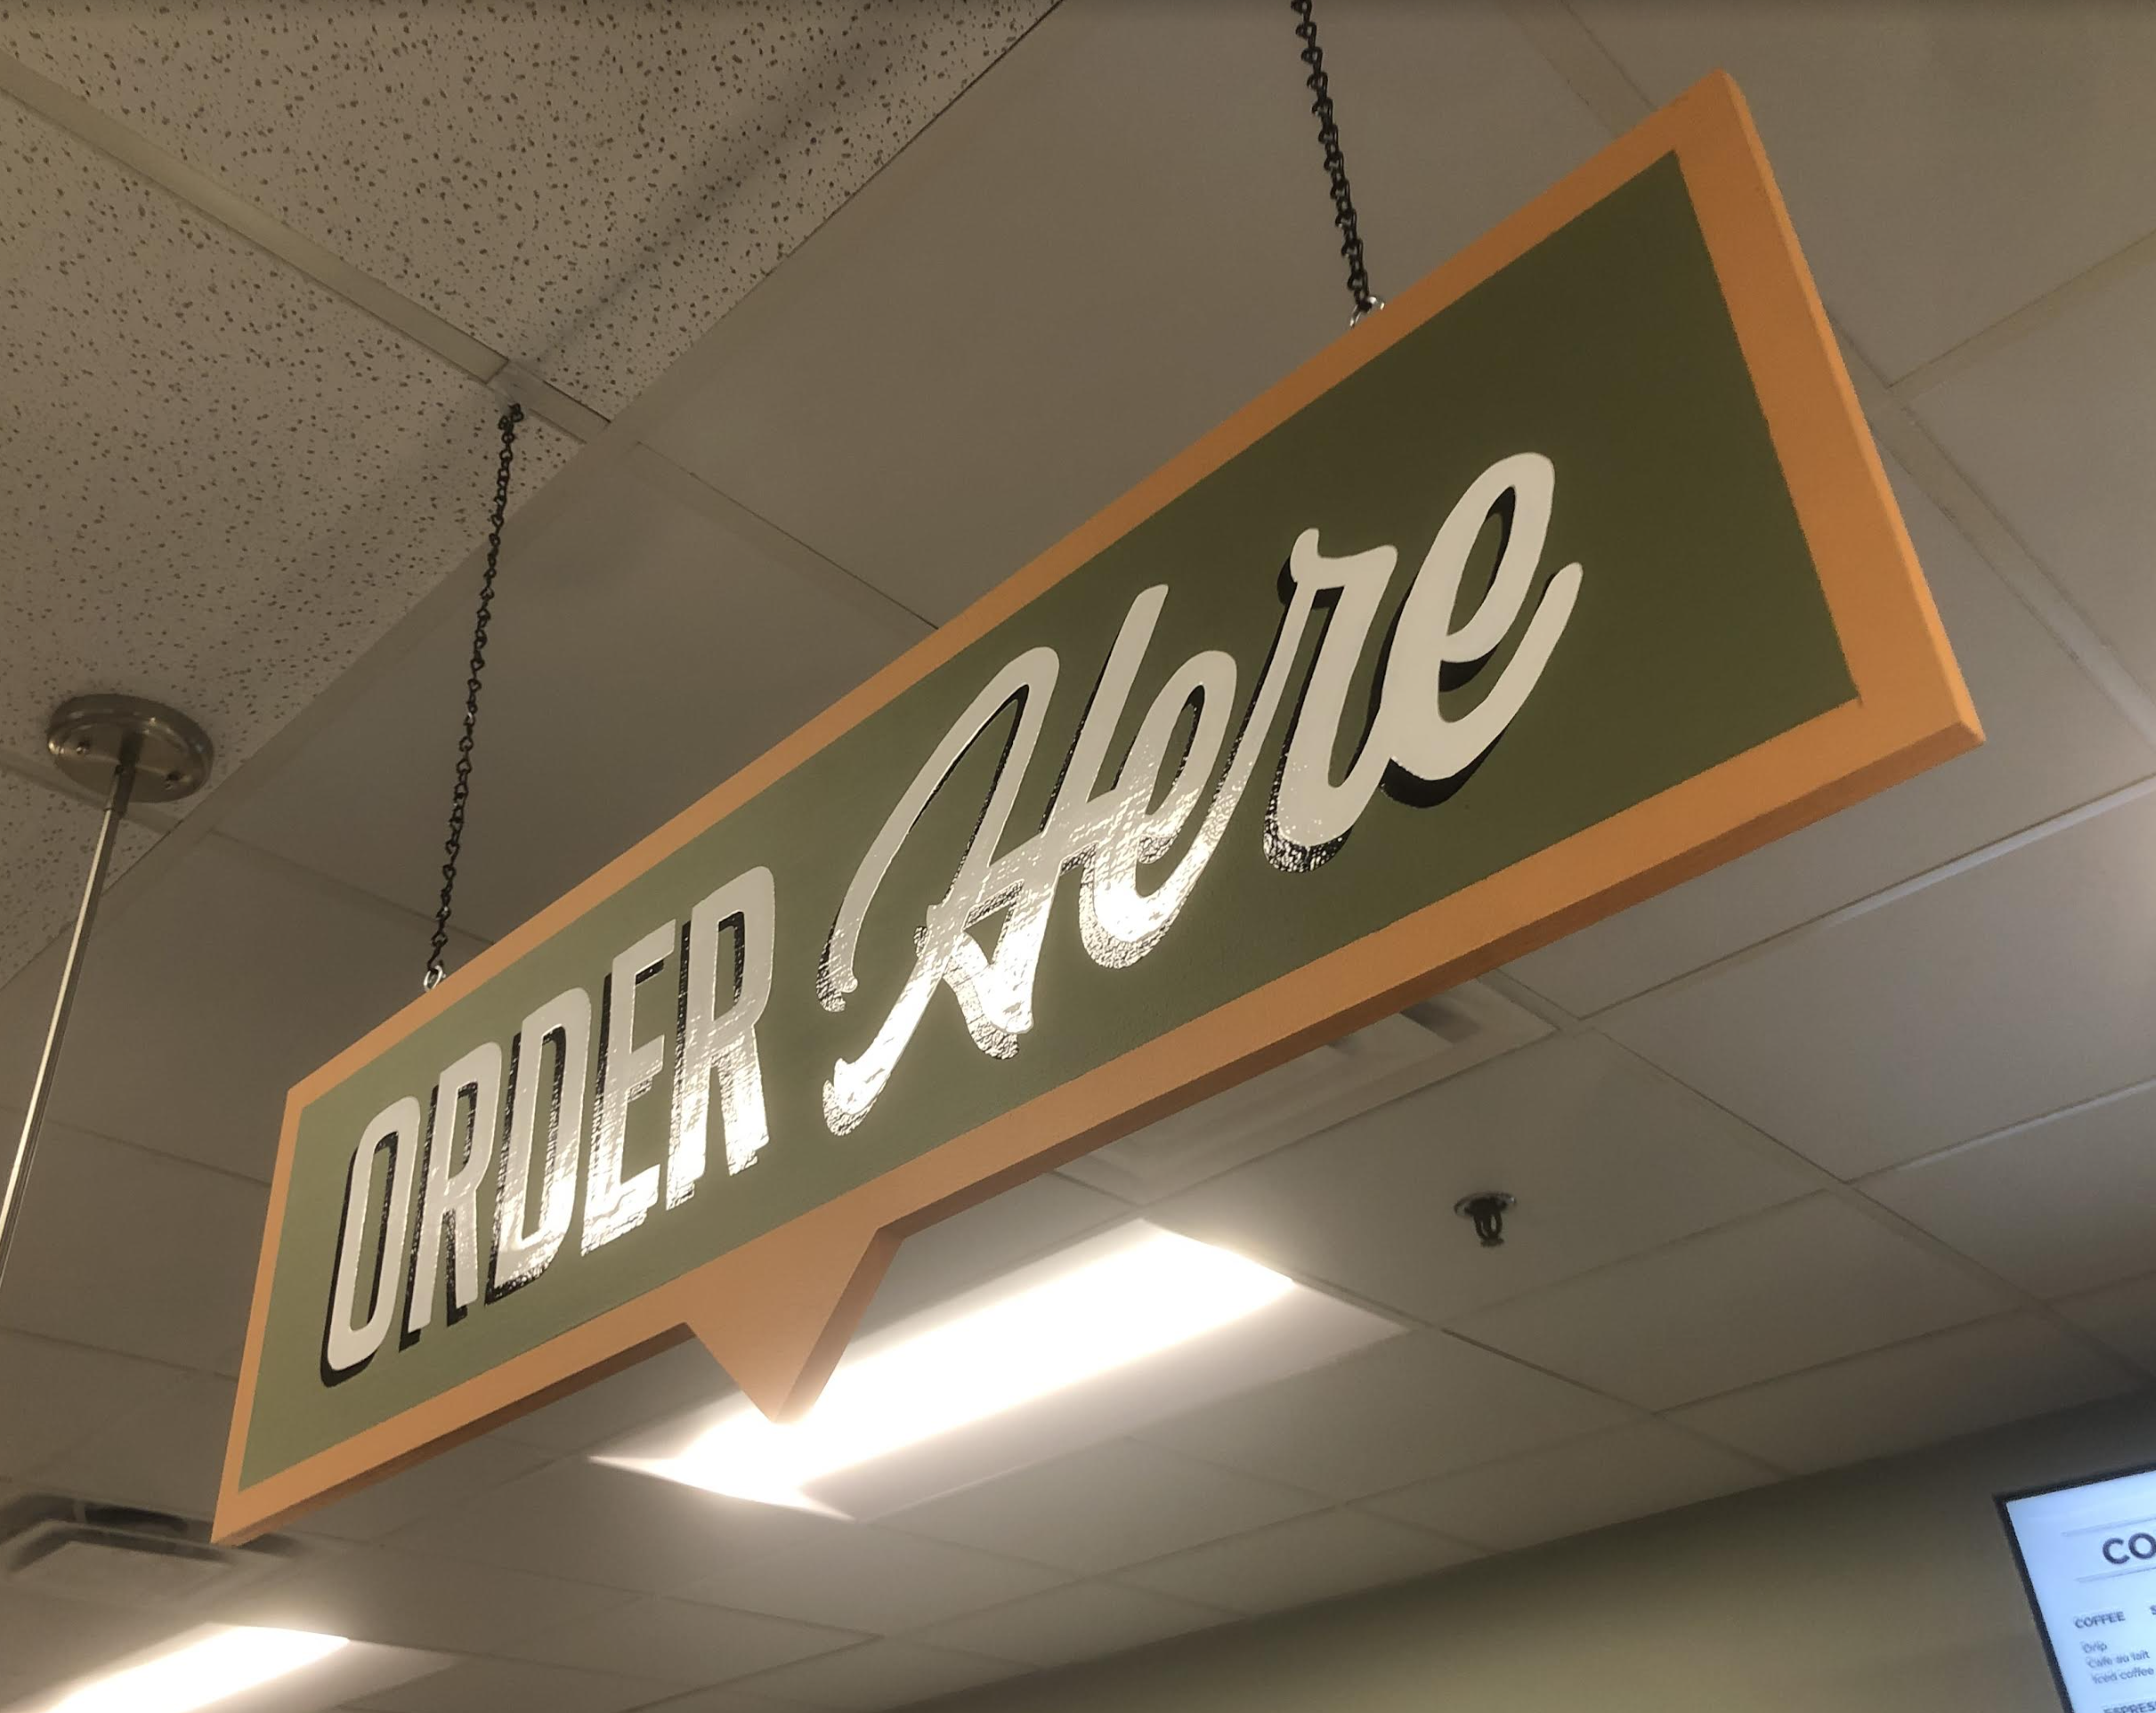 ORDER Here
CO
COFFEE
Drip
Cafe au lait
Iced coffee